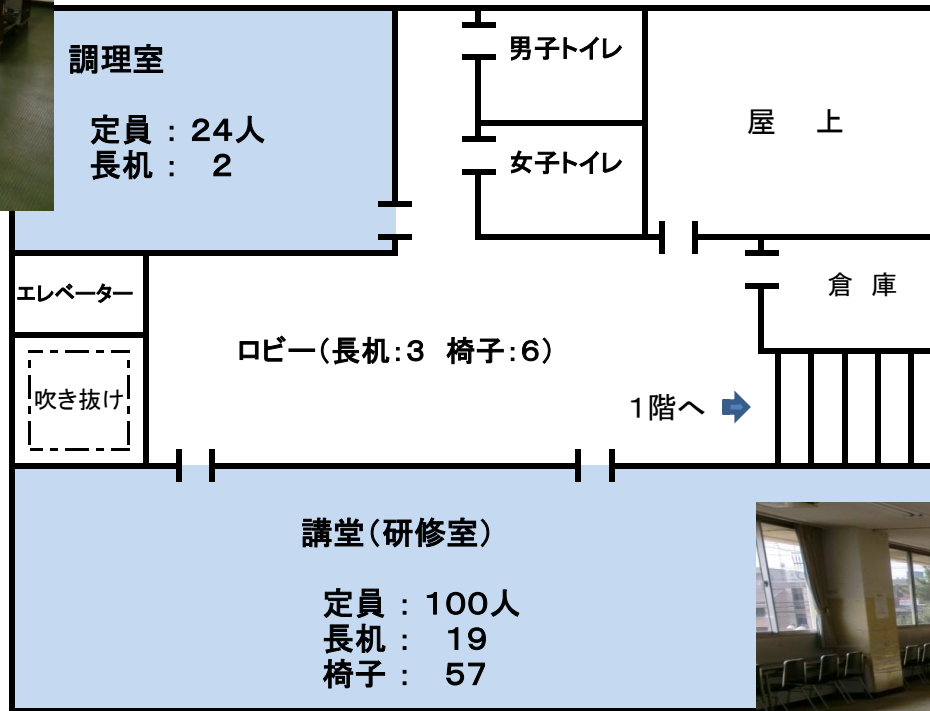 調理室
定員：24人
長机： 2
男子トイレ
女子トイレ
屋 上
エレベーター
倉 庫
ロビー(長机:3 椅子:6)
吹き抜け
1階へ
講堂(研修室)
定員：100人
長机： 19
椅子： 57